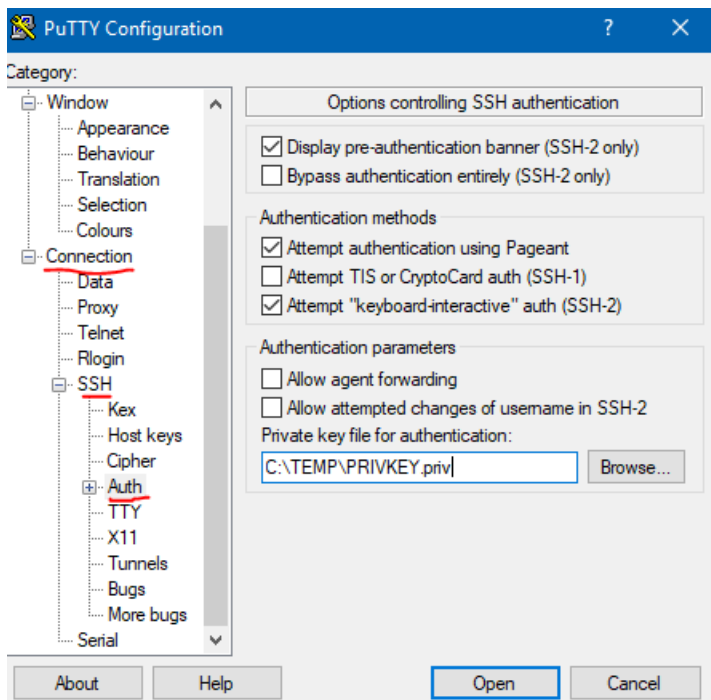 PuTTY Configuration
?
Category:
Window
Appearance
Behaviour
Translation
Selection
Colours
Connection
Data
Proxy
Telnet
Rlogin
SSH
Kex
Host keys
Cipher
Auth
TTY
X11
Tunnels
Bugs
More bugs
Serial
Options controlling SSH authentication
Display pre-authentication banner (SSH-2 only)
Bypass authentication entirely (SSH-2 only)
Authentication methods
Attempt authentication using Pageant
Attempt TIS or CryptoCard auth (SSH-1)
Attempt "keyboard-interactive" auth (SSH-2)
Authentication parameters
Allow agent forwarding
Allow attempted changes of username in SSH-2
Private key file for authentication:
C:\TEMP\PRIVKEY.priv
Browse...
About
Help
Open
Cancel